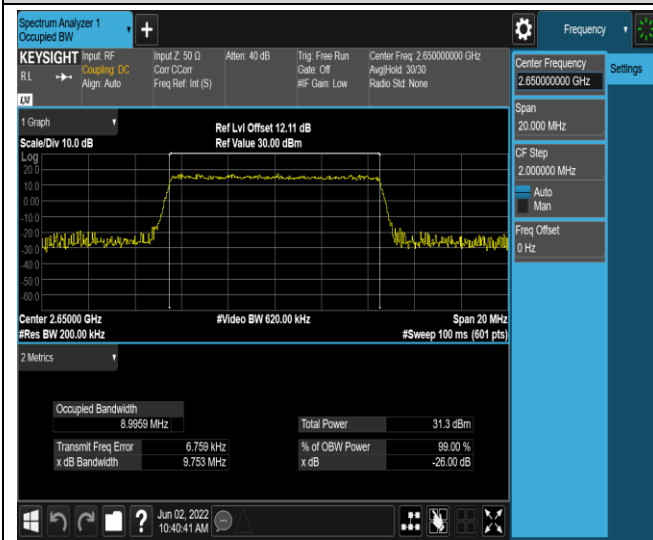 Spectrum Analyzer 1
Occupied BW
+
Frequency
KEYSIGHT
Input: RF
Input Z: 50 Ω
Atten: 40 dB
Trig: Free Run
Center Freq: 2.650000000 GHz
RL
Coupling: DC
Corr CCorr
Gate: Off
Avg|Hold: 30/30
Align: Auto
Freq Ref: Int (S)
#IF Gain: Low
Radio Std: None
LXI
Center Frequency
2.650000000 GHz
Settings
Span
20.000 MHz
CF Step
2.000000 MHz
Auto
Man
Freq Offset
0 Hz
1 Graph
Ref Lvl Offset 12.11 dB
Scale/Div 10.0 dB
Ref Value 30.00 dBm
Log
20.0
10.0
0.00
-10.0
-20.0
-30.0
-40.0
-50.0
-60.0
Center 2.65000 GHz
#Video BW 620.00 kHz
Span 20 MHz
#Res BW 200.00 kHz
#Sweep 100 ms (601 pts)
2 Metrics
Occupied Bandwidth
8.9959 MHz
Total Power
31.3 dBm
Transmit Freq Error
6.759 kHz
% of OBW Power
99.00 %
x dB Bandwidth
9.753 MHz
x dB
-26.00 dB
?
Jun 02, 2022
10:40:41 AM